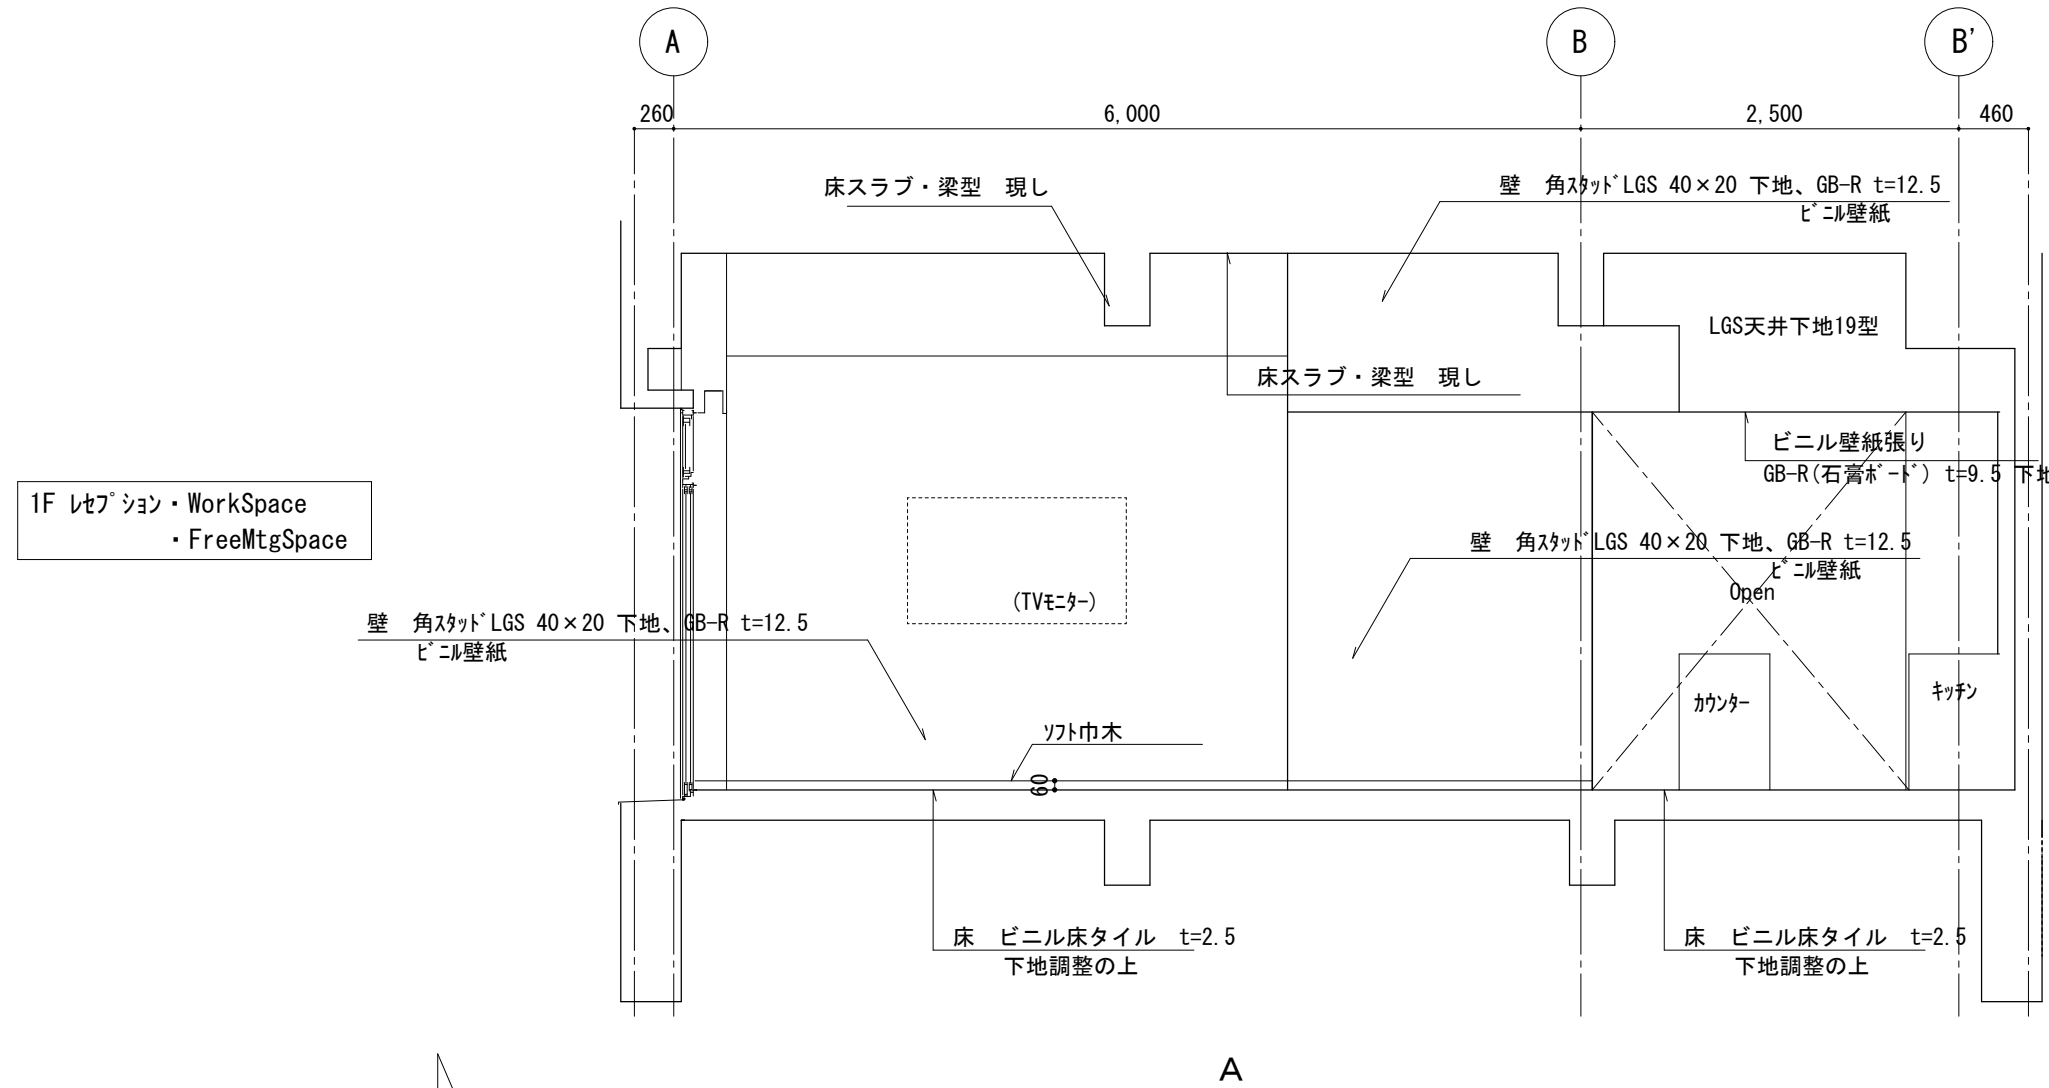 A
B
B'
260
6,000
2,500
460
床スラブ・梁型 現し
壁 角ｽﾀｯﾄﾞLGS 40×20 下地、GB-R t=12.5
ﾋﾞﾆﾙ壁紙
LGS天井下地19型
床スラブ・梁型 現し
ビニル壁紙張り
GB-R(石膏ﾎﾞｰﾄﾞ) t=9.5 下地
1F ﾚｾﾌﾟｼｮﾝ・WorkSpace
・FreeMtgSpace
壁 角ｽﾀｯﾄﾞLGS 40×20 下地、GB-R t=12.5
ﾋﾞﾆﾙ壁紙
Open
(TVﾓﾆﾀｰ)
壁 角ｽﾀｯﾄﾞLGS 40×20 下地、GB-R t=12.5
ﾋﾞﾆﾙ壁紙
ｶｳﾝﾀｰ
ｷｯﾁﾝ
ｿﾌﾄ巾木
60
床 ビニル床タイル t=2.5
下地調整の上
床 ビニル床タイル t=2.5
下地調整の上
A